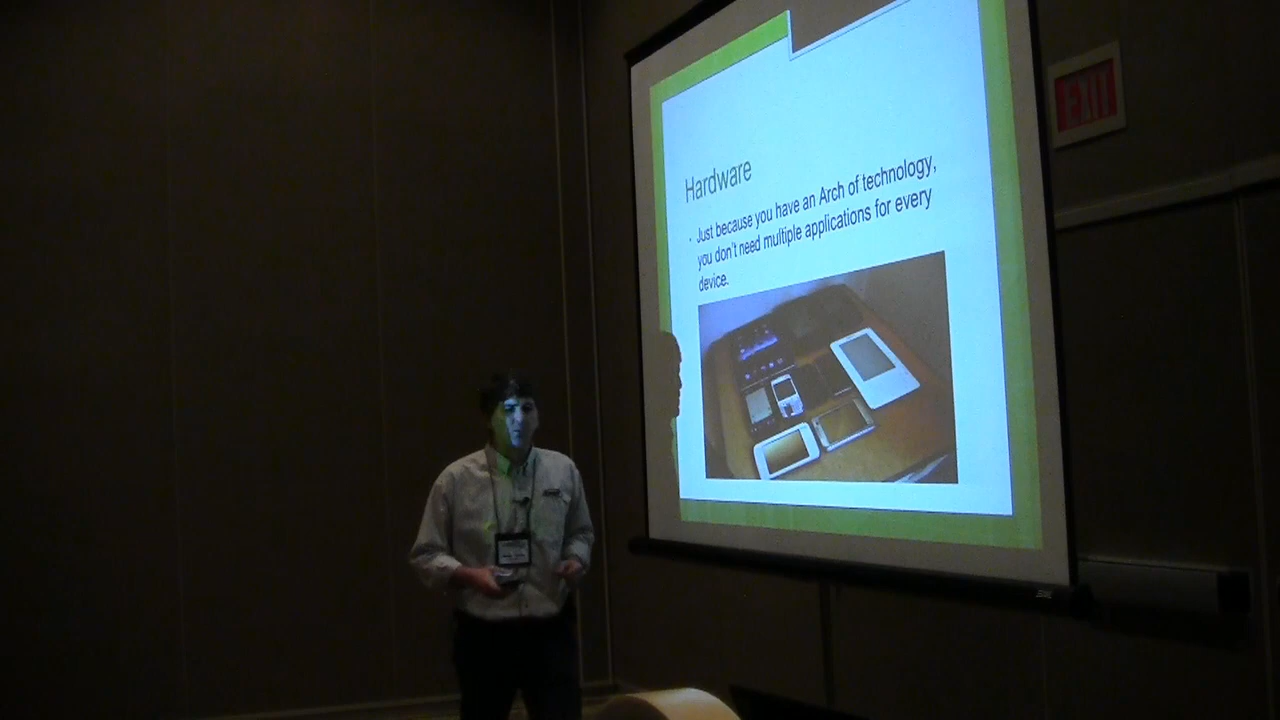 Hardware
• Just because you have an Arch of technology,
you don't need multiple applications for every
device.
EXIT